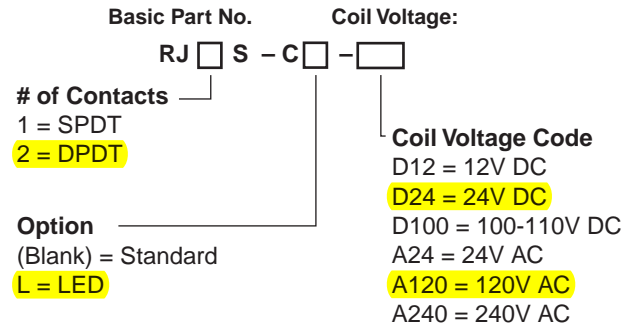 Basic Part No. Coil Voltage:
RJ □ S – C □ – □
# of Contacts
1 = SPDT
2 = DPDT
Option
(Blank) = Standard
L = LED
Coil Voltage Code
D12 = 12V DC
D24 = 24V DC
D100 = 100-110V DC
A24 = 24V AC
A120 = 120V AC
A240 = 240V AC